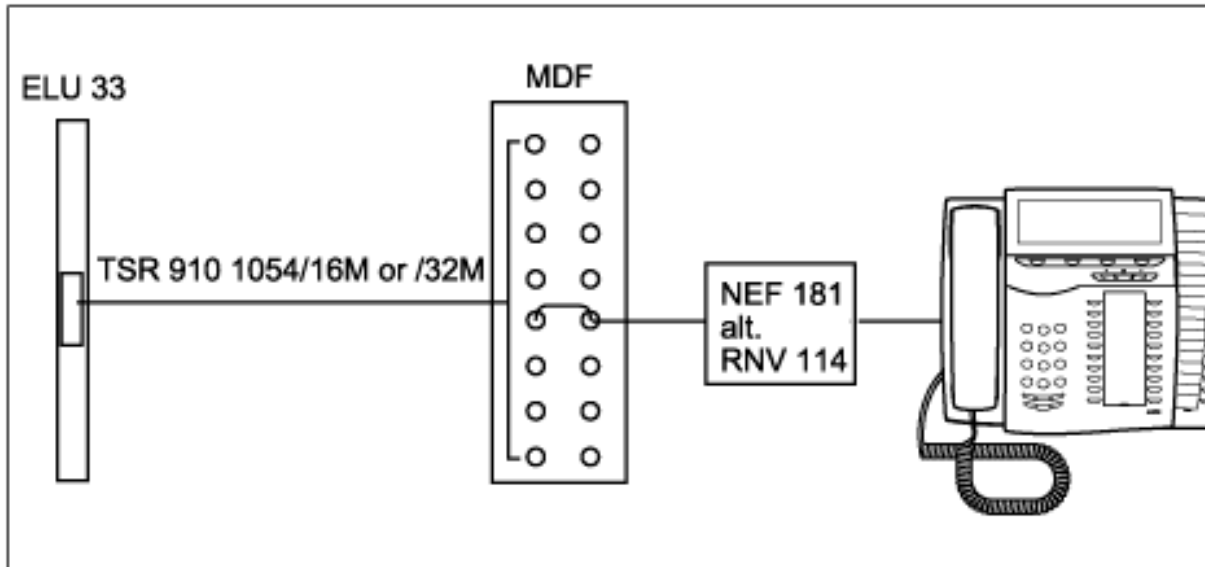 ELU 33
MDF
TSR 910 1054/16M or /32M
NEF 181
alt.
RNV 114